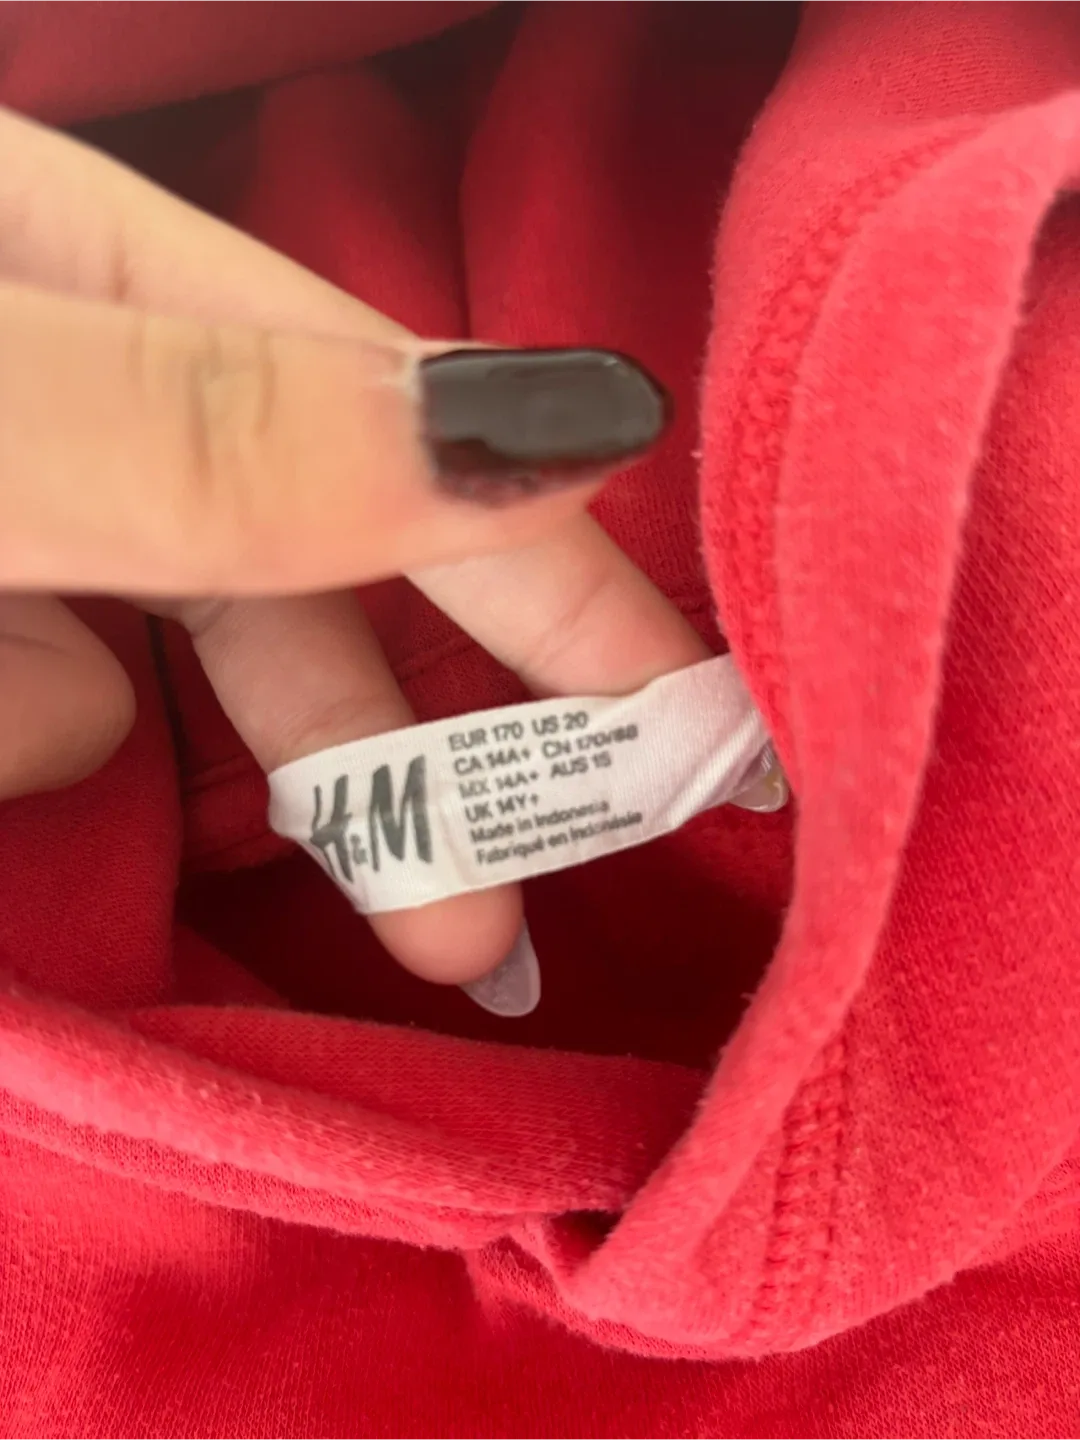 H&M
EUR 170 US 20
CA 14A+ CN 170/88
MX 14A+ AUS 15
UK 14Y+
Made in Indonesia
Fabriqué en Indonésie